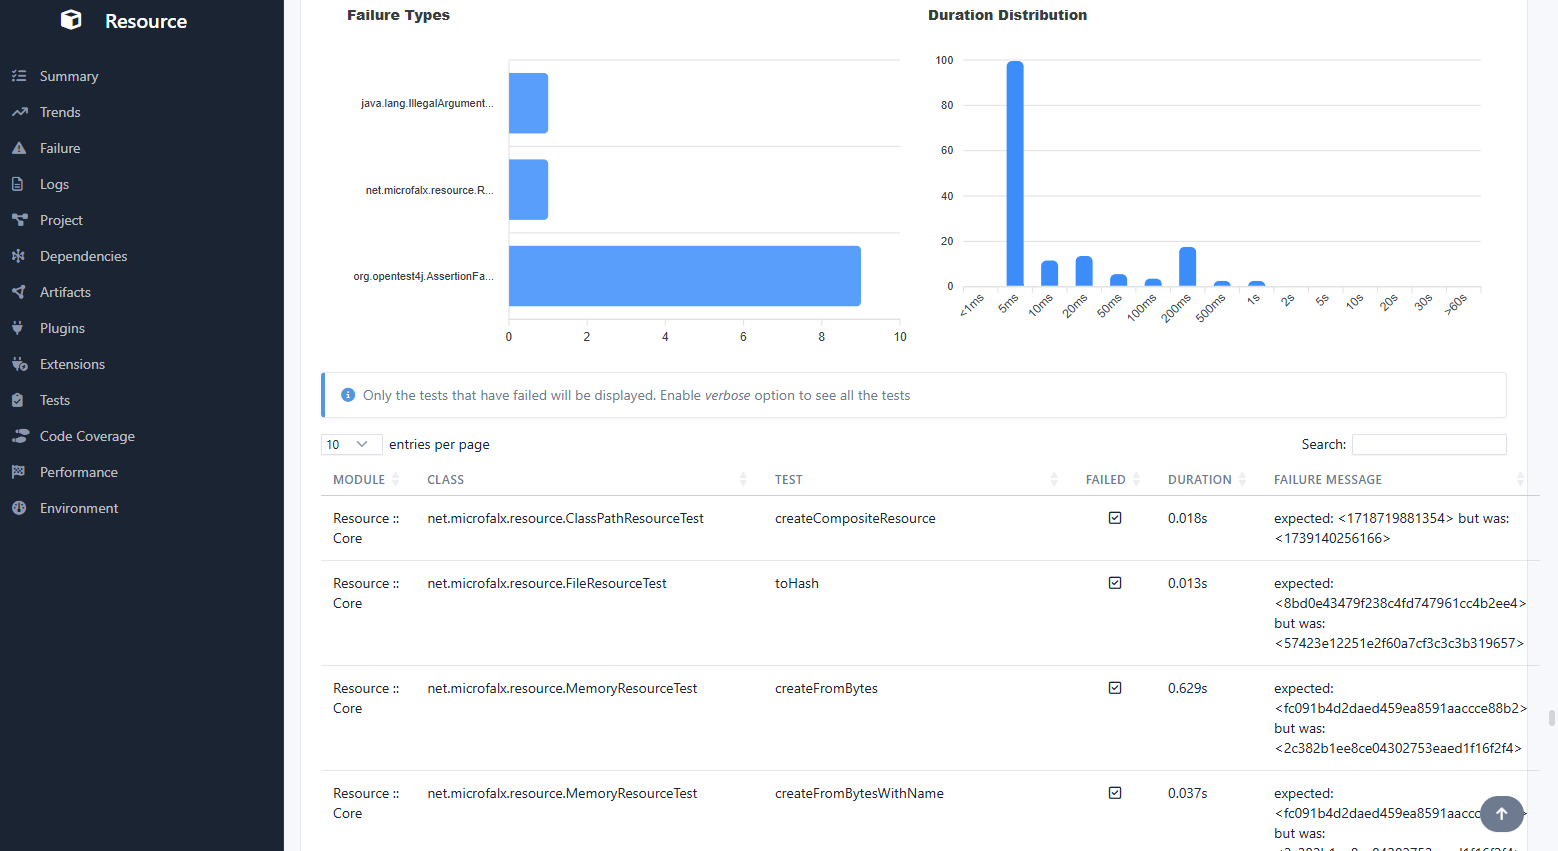 Resource
Summary
Trends
Failure
Logs
Project
Dependencies
Artifacts
Plugins
Extensions
Tests
Code Coverage
Performance
Environment
Failure Types
java.lang.IllegalArgument...
net.microfalx.resource.R...
org.opentest4j.AssertionFa...
0 2 4 6 8 10
Duration Distribution
100
80
60
40
20
0
<1ms 5ms 10ms 20ms 50ms 100ms 200ms 500ms 1s 2s 5s 10s 20s 30s >60s
Only the tests that have failed will be displayed. Enable verbose option to see all the tests
10 entries per page
Search:
MODULE CLASS TEST FAILED DURATION FAILURE MESSAGE
Resource :: net.microfalx.resource.ClassPathResourceTest createCompositeResource 0.018s expected: <1718719881354> but was:
Core <1739140256166>
Resource :: net.microfalx.resource.FileResourceTest toHash 0.013s expected:
Core <8bd0e43479f238c4fd747961cc4b2ee4>
but was:
<57423e12251e2f60a7cf3c3c3b319657>
Resource :: net.microfalx.resource.MemoryResourceTest createFromBytes 0.629s expected:
Core <fc091b4d2daed459ea8591aaccce88b2>
but was:
<2c382b1ee8ce04302753eaed1f16f2f4>
Resource :: net.microfalx.resource.MemoryResourceTest createFromBytesWithName 0.037s expected:
Core
but was: